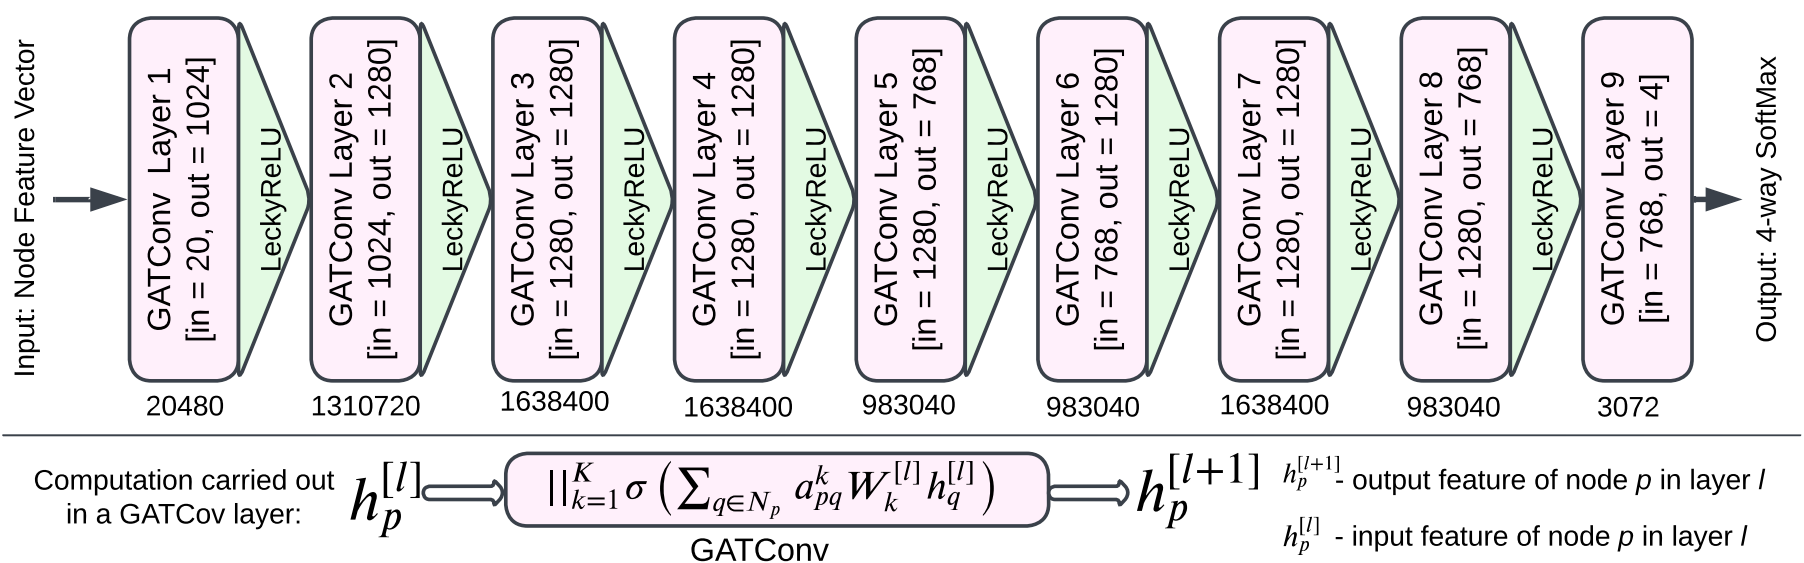 Input: Node Feature Vector
GATConv Layer 1
[in = 20, out = 1024]
LeckyReLU
GATConv Layer 2
[in = 1024, out = 1280]
LeckyReLU
GATConv Layer 3
[in = 1280, out = 1280]
LeckyReLU
GATConv Layer 4
[in = 1280, out = 1280]
LeckyReLU
GATConv Layer 5
[in = 1280, out = 768]
LeckyReLU
GATConv Layer 6
[in = 768, out = 1280]
LeckyReLU
GATConv Layer 7
[in = 1280, out = 1280]
LeckyReLU
GATConv Layer 8
[in = 1280, out = 768]
LeckyReLU
GATConv Layer 9
[in = 768, out = 4]
Output: 4-way SoftMax
20480
1310720
1638400
1638400
983040
983040
1638400
983040
3072
Computation carried out
in a GATCov layer:
h_p^{[l]}
||_{k=1}^{K} σ ( ∑_{q∈N_p} a_{pq}^{k} W_k^{[l]} h_q^{[l]} )
GATConv
h_p^{[l+1]}
h_p^{[l+1]} - output feature of node p in layer l
h_p^{[l]} - input feature of node p in layer l